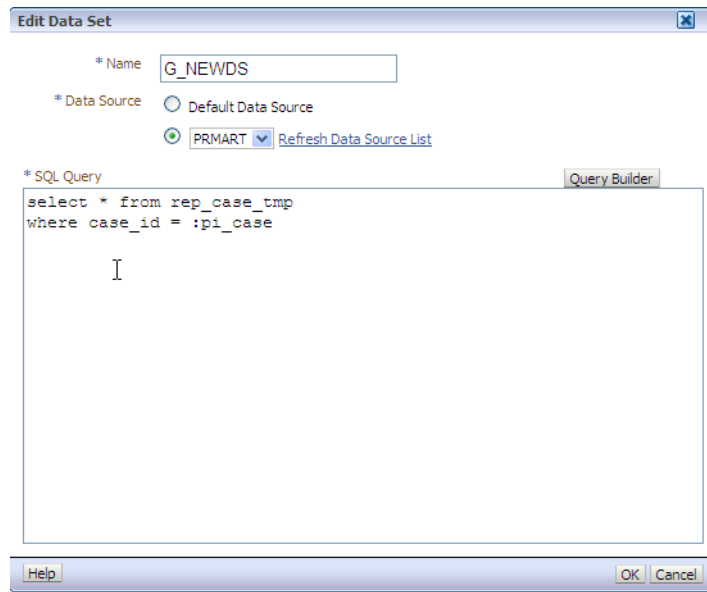 Edit Data Set
* Name G_NEWDS
* Data Source Default Data Source
PRMART Refresh Data Source List
* SQL Query Query Builder
select * from rep_case_tmp
where case_id = :pi_case
Help OK Cancel